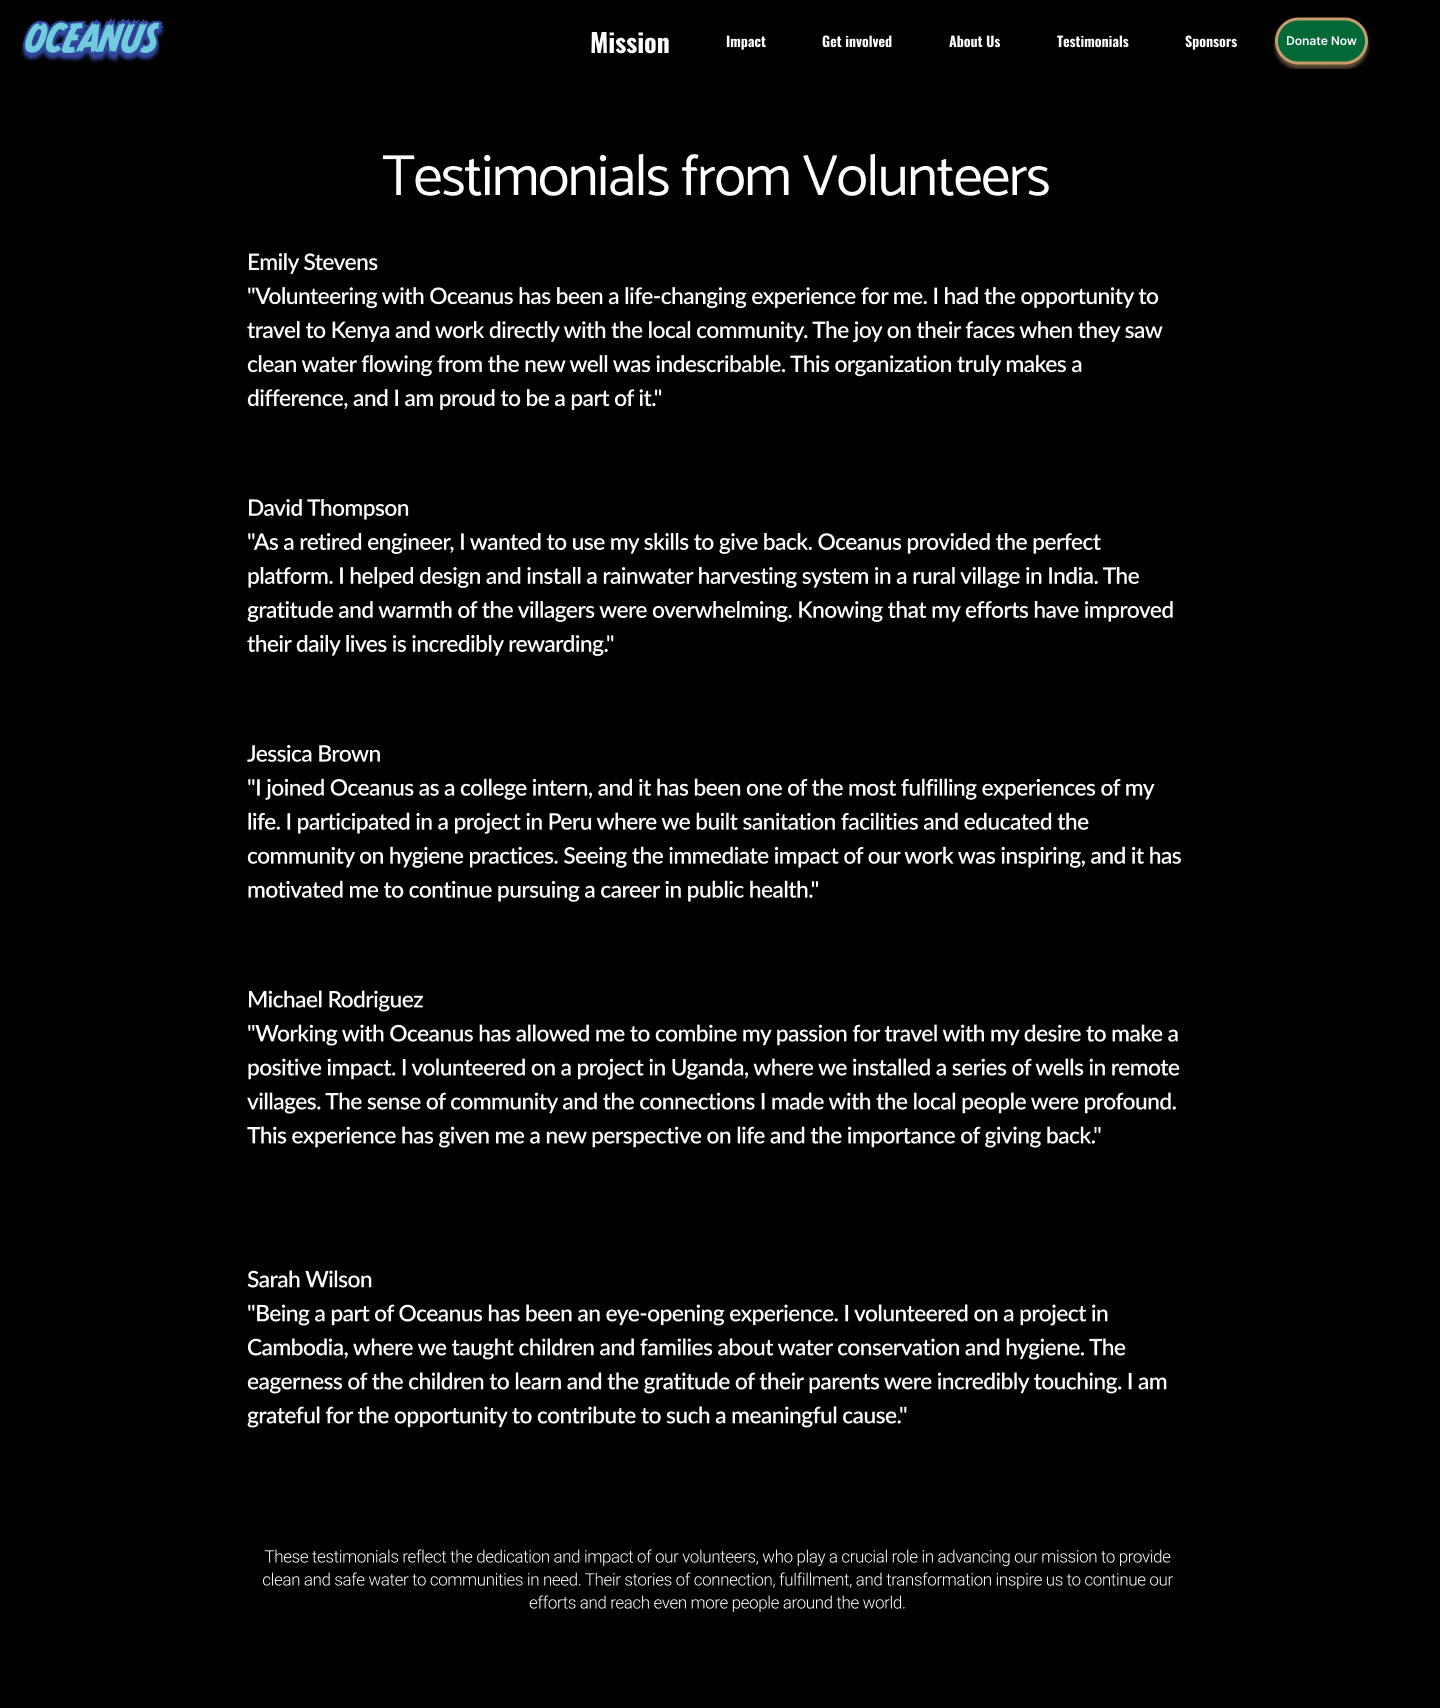 OCEANUS
Mission
Impact
Get involved
About Us
Testimonials
Sponsors
Donate Now
Testimonials from Volunteers
Emily Stevens
"Volunteering with Oceanus has been a life-changing experience for me. I had the opportunity to
travel to Kenya and work directly with the local community. The joy on their faces when they saw
clean water flowing from the new well was indescribable. This organization truly makes a
difference, and I am proud to be a part of it."
David Thompson
"As a retired engineer, I wanted to use my skills to give back. Oceanus provided the perfect
platform. I helped design and install a rainwater harvesting system in a rural village in India. The
gratitude and warmth of the villagers were overwhelming. Knowing that my efforts have improved
their daily lives is incredibly rewarding."
Jessica Brown
"I joined Oceanus as a college intern, and it has been one of the most fulfilling experiences of my
life. I participated in a project in Peru where we built sanitation facilities and educated the
community on hygiene practices. Seeing the immediate impact of our work was inspiring, and it has
motivated me to continue pursuing a career in public health."
Michael Rodriguez
"Working with Oceanus has allowed me to combine my passion for travel with my desire to make a
positive impact. I volunteered on a project in Uganda, where we installed a series of wells in remote
villages. The sense of community and the connections I made with the local people were profound.
This experience has given me a new perspective on life and the importance of giving back."
Sarah Wilson
"Being a part of Oceanus has been an eye-opening experience. I volunteered on a project in
Cambodia, where we taught children and families about water conservation and hygiene. The
eagerness of the children to learn and the gratitude of their parents were incredibly touching. I am
grateful for the opportunity to contribute to such a meaningful cause."
These testimonials reflect the dedication and impact of our volunteers, who play a crucial role in advancing our mission to provide
clean and safe water to communities in need. Their stories of connection, fulfillment, and transformation inspire us to continue our
efforts and reach even more people around the world.